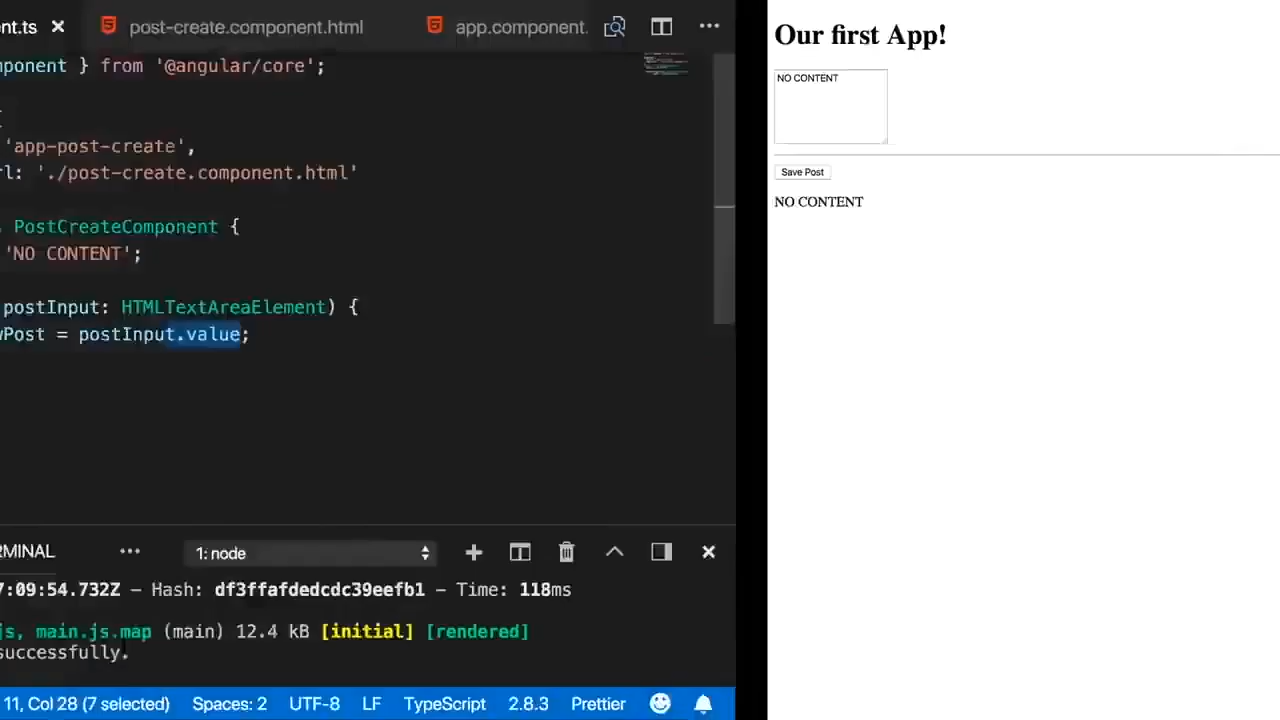 nt.ts
post-create.component.html
app.component.
ponent } from '@angular/core';
'app-post-create',
rl: './post-create.component.html'
PostCreateComponent {
'NO CONTENT';
postInput: HTMLTextAreaElement) {
wPost = postInput.value;
RMINAL
1: node
7:09:54.732Z – Hash: df3ffafdedcdc39eefb1 – Time: 118ms
js, main.js.map (main) 12.4 kB [initial] [rendered]
successfully.
11, Col 28 (7 selected) Spaces: 2 UTF-8 LF TypeScript 2.8.3 Prettier
Our first App!
NO CONTENT
Save Post
NO CONTENT